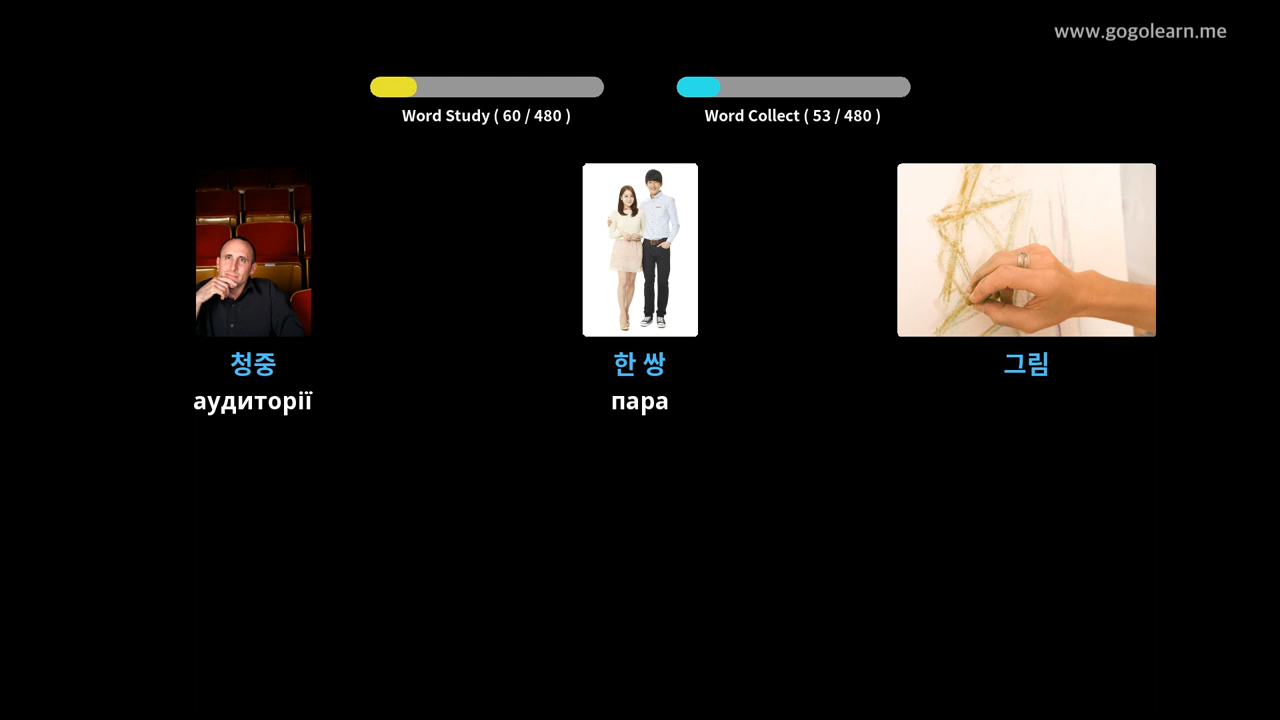 www.gogolearn.me
Word Study ( 60 / 480 )
Word Collect ( 53 / 480 )
청중
аудиторії
한 쌍
пара
그림